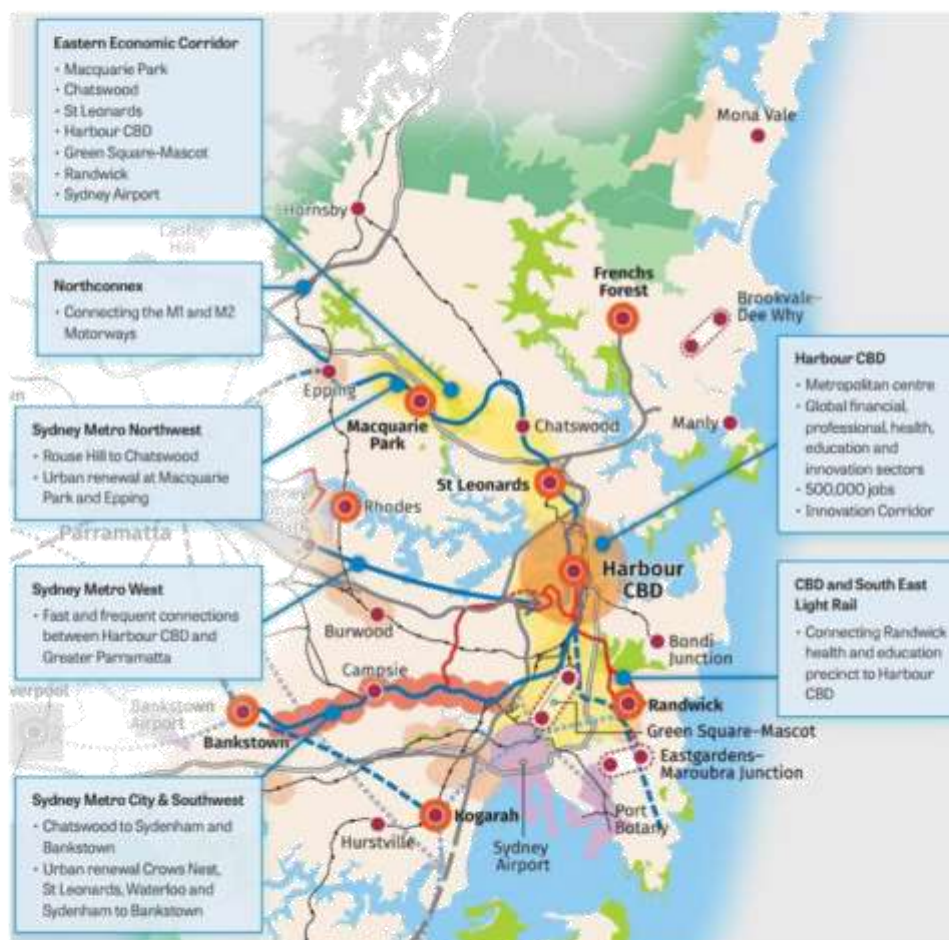 Eastern Economic Corridor
• Macquarie Park
• Chatswood
• St Leonards
• Harbour CBD
• Green Square-Mascot
• Randwick
• Sydney Airport
Northconnex
• Connecting the M1 and M2
Motorways
Sydney Metro Northwest
• Rouse Hill to Chatswood
• Urban renewal at Macquarie
Park and Epping
Sydney Metro West
• Fast and frequent connections
between Harbour CBD and
Greater Parramatta
Sydney Metro City & Southwest
• Chatswood to Sydenham and
Bankstown
• Urban renewal Crows Nest,
St Leonards, Waterloo and
Sydenham to Bankstown
Harbour CBD
• Metropolitan centre
• Global financial,
professional, health,
education and
innovation sectors
• 500,000 jobs
• Innovation Corridor
CBD and South East
Light Rail
• Connecting Randwick
health and education
precinct to Harbour
CBD
Mona Vale
Hornsby
Castle
Hill
Frenchs
Forest
Brookvale-
Dee Why
Epping
Macquarie
Park
Chatswood
Manly
St Leonards
Rhodes
Parramatta
Harbour
CBD
Burwood
Bondi
Junction
Campsie
Bankstown
Airport
Bankstown
Randwick
Green Square-Mascot
Eastgardens-
Maroubra Junction
Kogarah
Hurstville
Sydney
Airport
Port
Botany